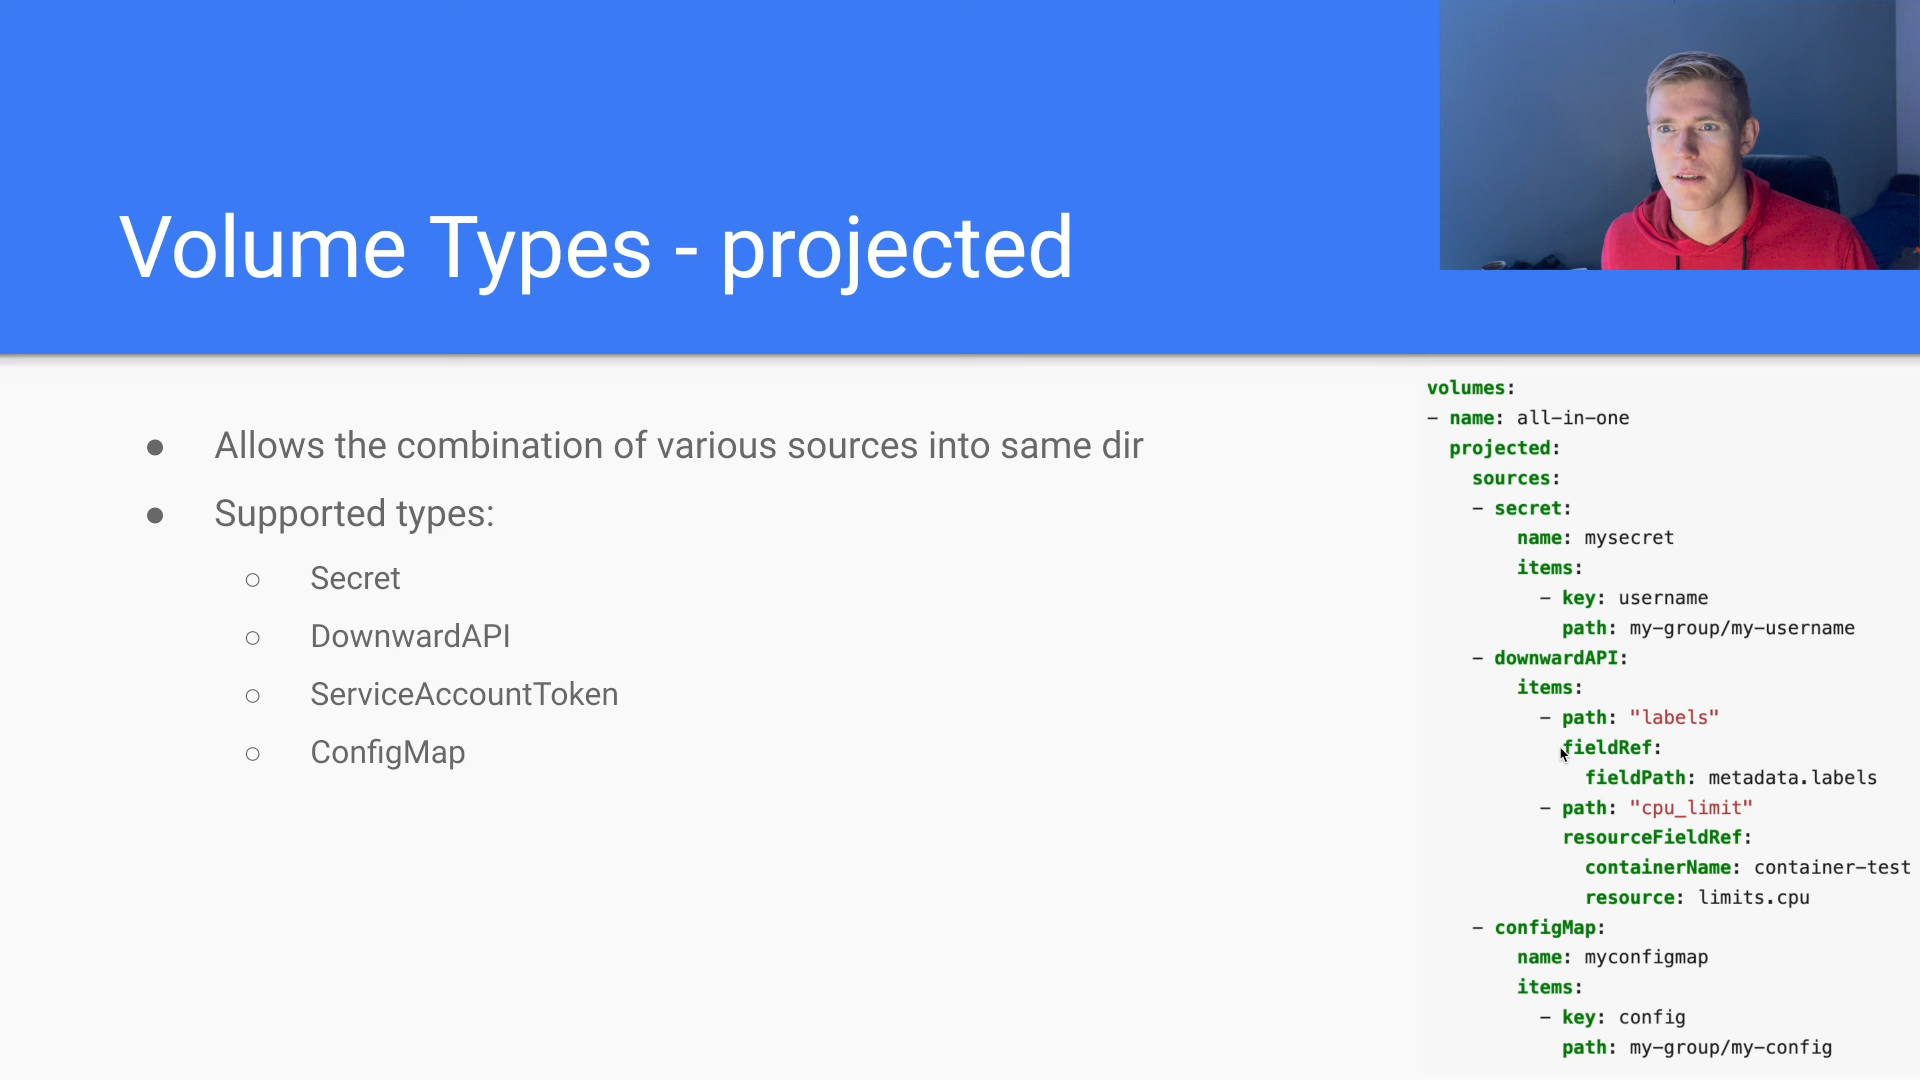 Volume Types - projected
● Allows the combination of various sources into same dir
● Supported types:
○ Secret
○ DownwardAPI
○ ServiceAccountToken
○ ConfigMap
volumes:
- name: all-in-one
  projected:
    sources:
    - secret:
        name: mysecret
        items:
          - key: username
            path: my-group/my-username
    - downwardAPI:
        items:
          - path: "labels"
            fieldRef:
              fieldPath: metadata.labels
          - path: "cpu_limit"
            resourceFieldRef:
              containerName: container-test
              resource: limits.cpu
    - configMap:
        name: myconfigmap
        items:
          - key: config
            path: my-group/my-config